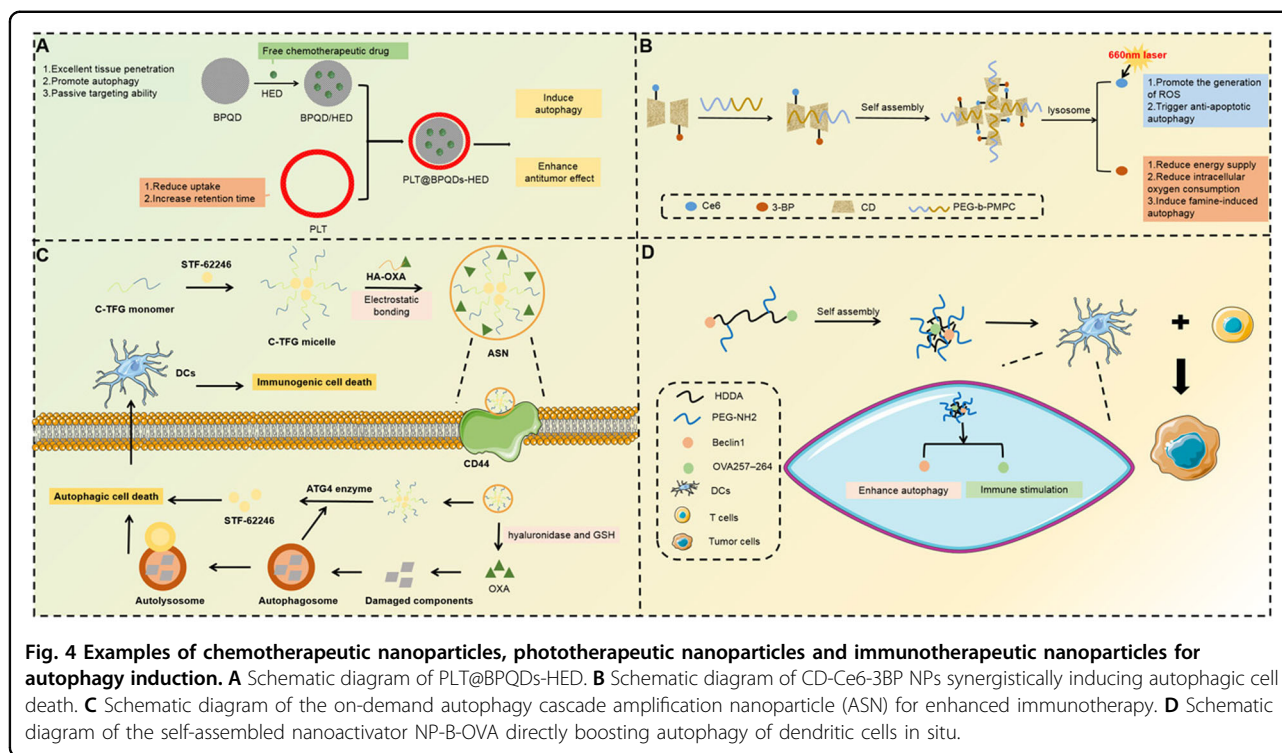 A
1.Excellent tissue penetration
2.Promote autophagy
3.Passive targeting ability
Free chemotherapeutic drug
HED
BPQD
BPQD/HED
1.Reduce uptake
2.Increase retention time
PLT
PLT@BPQDs-HED
Induce
autophagy
Enhance
antitumor effect
B
Self assembly
lysosome
660nm laser
1.Promote the generation
of ROS
2.Trigger anti-apoptotic
autophagy
1.Reduce energy supply
2.Reduce intracellular
oxygen consumption
3.Induce famine-induced
autophagy
Ce6
3-BP
CD
PEG-b-PMPC
C
STF-62246
C-TFG monomer
C-TFG micelle
HA-OXA
Electrostatic
bonding
ASN
DCs
Immunogenic cell death
CD44
Autophagic cell death
STF-62246
ATG4 enzyme
hyaluronidase and GSH
OXA
Damaged components
Autophagosome
Autolysosome
D
Self assembly
HDDA
PEG-NH2
Beclin1
OVA257–264
DCs
T cells
Tumor cells
Enhance autophagy
Immune stimulation
Fig. 4 Examples of chemotherapeutic nanoparticles, phototherapeutic nanoparticles and immunotherapeutic nanoparticles for
autophagy induction. A Schematic diagram of PLT@BPQDs-HED. B Schematic diagram of CD-Ce6-3BP NPs synergistically inducing autophagic cell
death. C Schematic diagram of the on-demand autophagy cascade amplification nanoparticle (ASN) for enhanced immunotherapy. D Schematic
diagram of the self-assembled nanoactivator NP-B-OVA directly boosting autophagy of dendritic cells in situ.